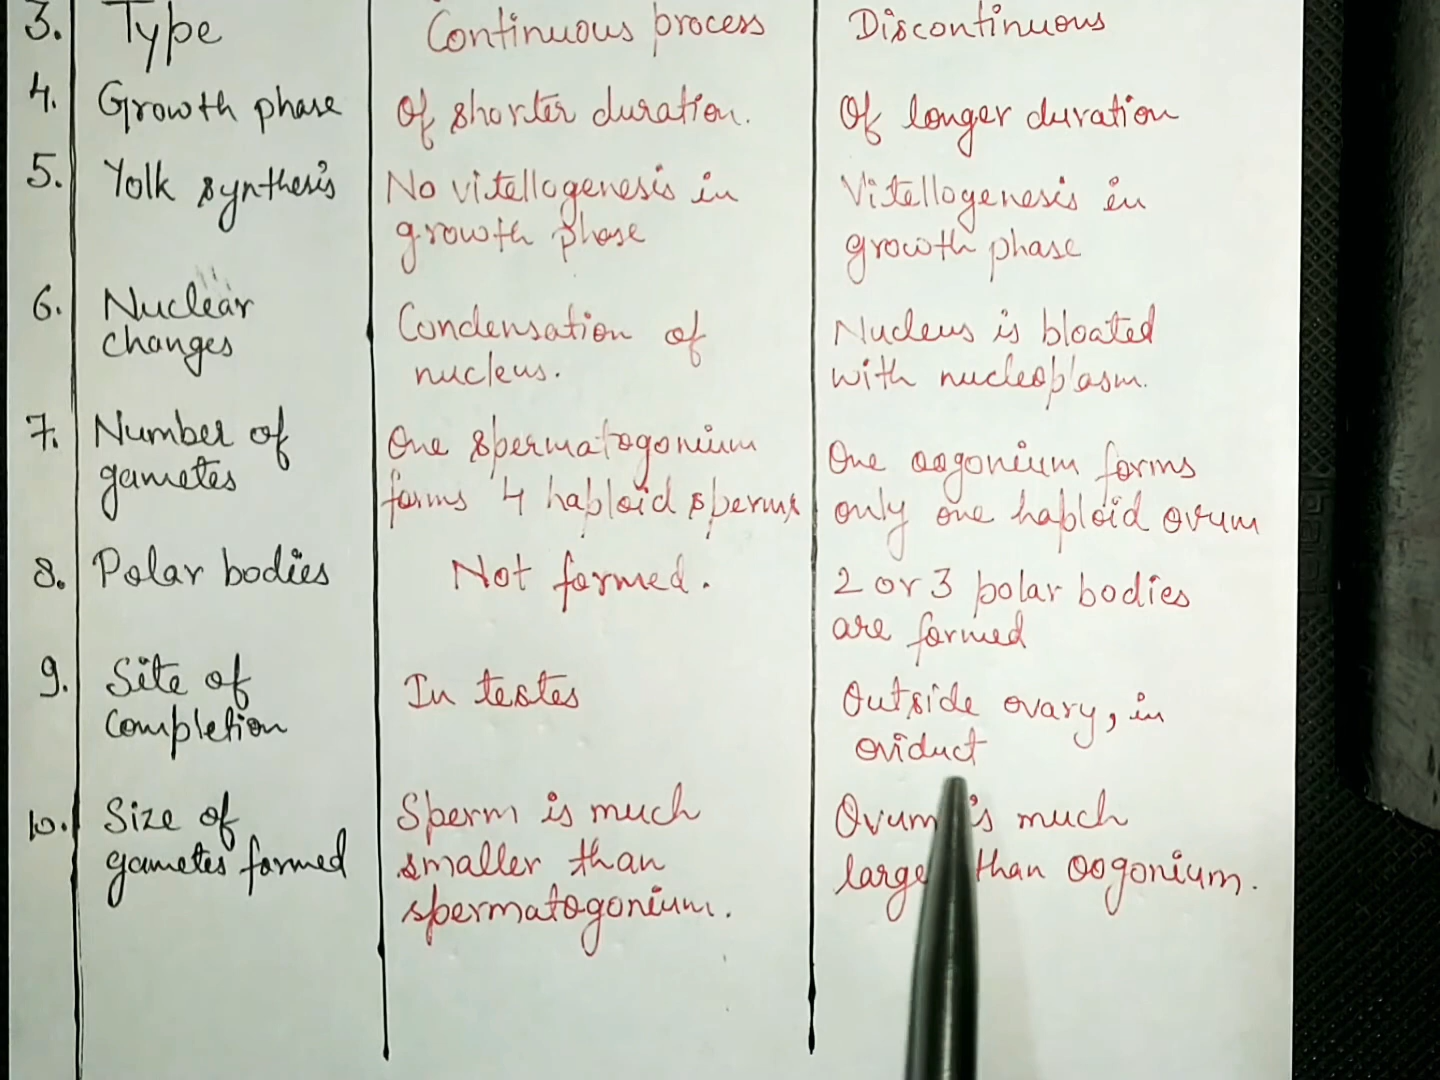 3. Type Continuous process Discontinuous
4. Growth phase Of shorter duration. Of longer duration
5. Yolk synthesis No vitellogenesis in Vitellogenesis in
growth phase growth phase
6. Nuclear Condensation of Nucleus is bloated
changes nucleus. with nucleoplasm.
7. Number of One spermatogonium One oogonium forms
gametes forms 4 haploid sperms only one haploid ovum
8. Polar bodies Not formed. 2 or 3 polar bodies
are formed
9. Site of In testes Outside ovary, in
Completion oviduct
10. Size of Sperm is much Ovum is much
gametes formed smaller than large than oogonium.
spermatogonium.